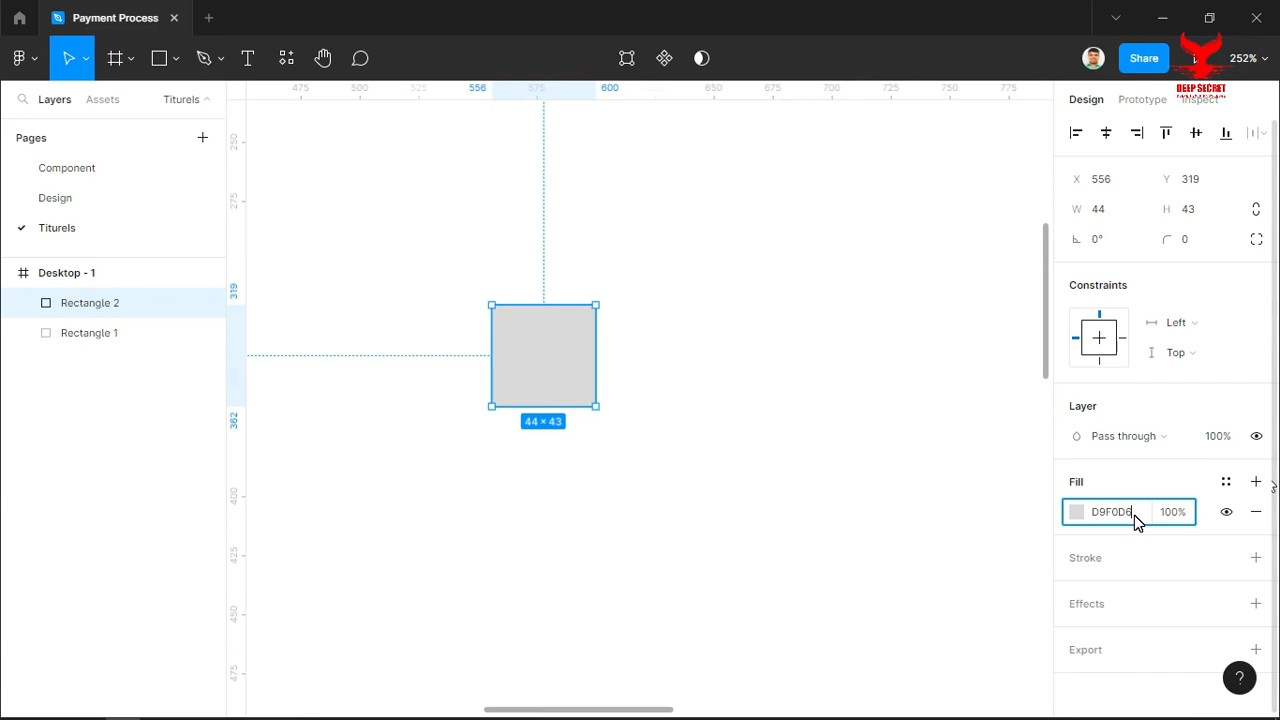 Payment Process
Share
252%
DEEP SECRET
Layers
Assets
Titurels
475
500
525
556
575
600
650
675
700
725
750
775
Design
Prototype
Inspect
Pages
Component
Design
Titurels
Desktop - 1
Rectangle 2
Rectangle 1
250
275
319
362
400
425
450
475
44 × 43
X 556
Y 319
W 44
H 43
0°
0
Constraints
Left
Top
Layer
Pass through
100%
Fill
D9F0D6
100%
Stroke
Effects
Export
?